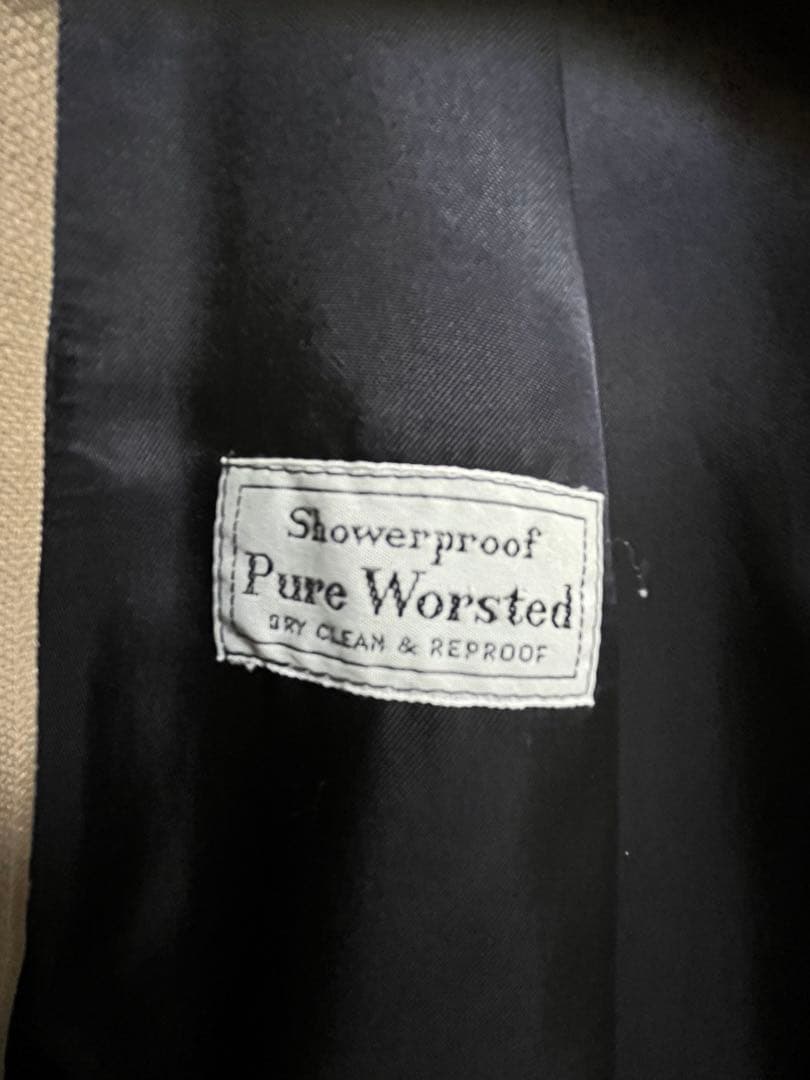 Showerproof
Pure Worsted
DRY CLEAN & REPROOF